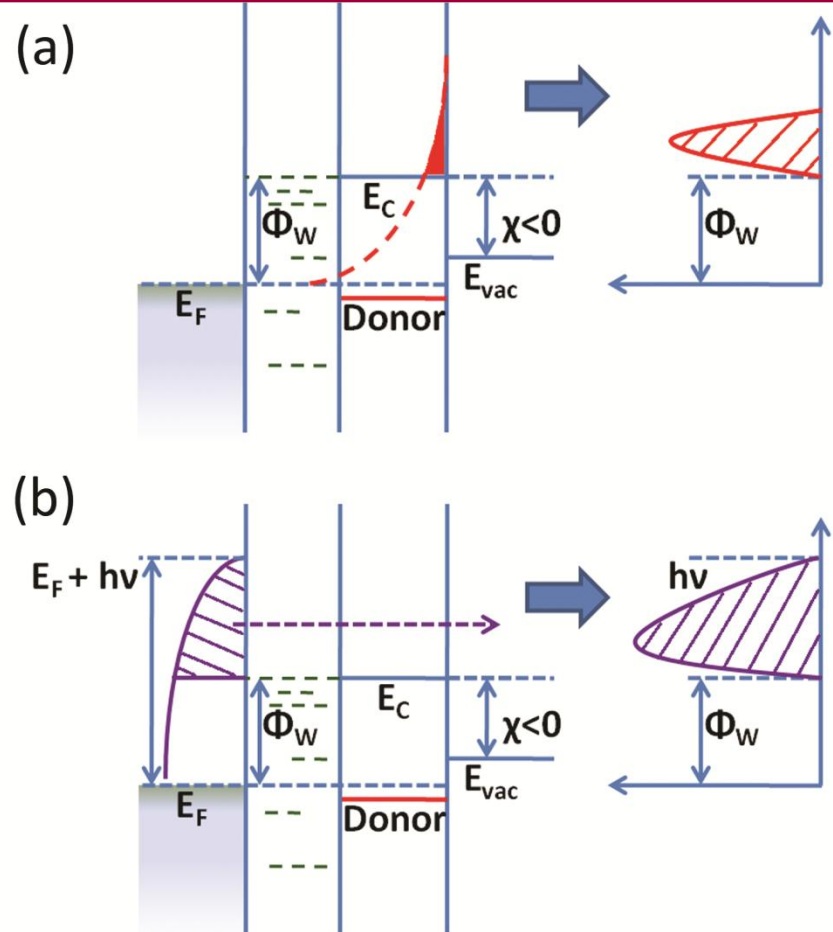 (a)
Φ_W
E_C
χ<0
E_F
Donor
E_vac
Φ_W
(b)
E_F + hν
hν
Φ_W
E_C
χ<0
E_F
Donor
E_vac
Φ_W